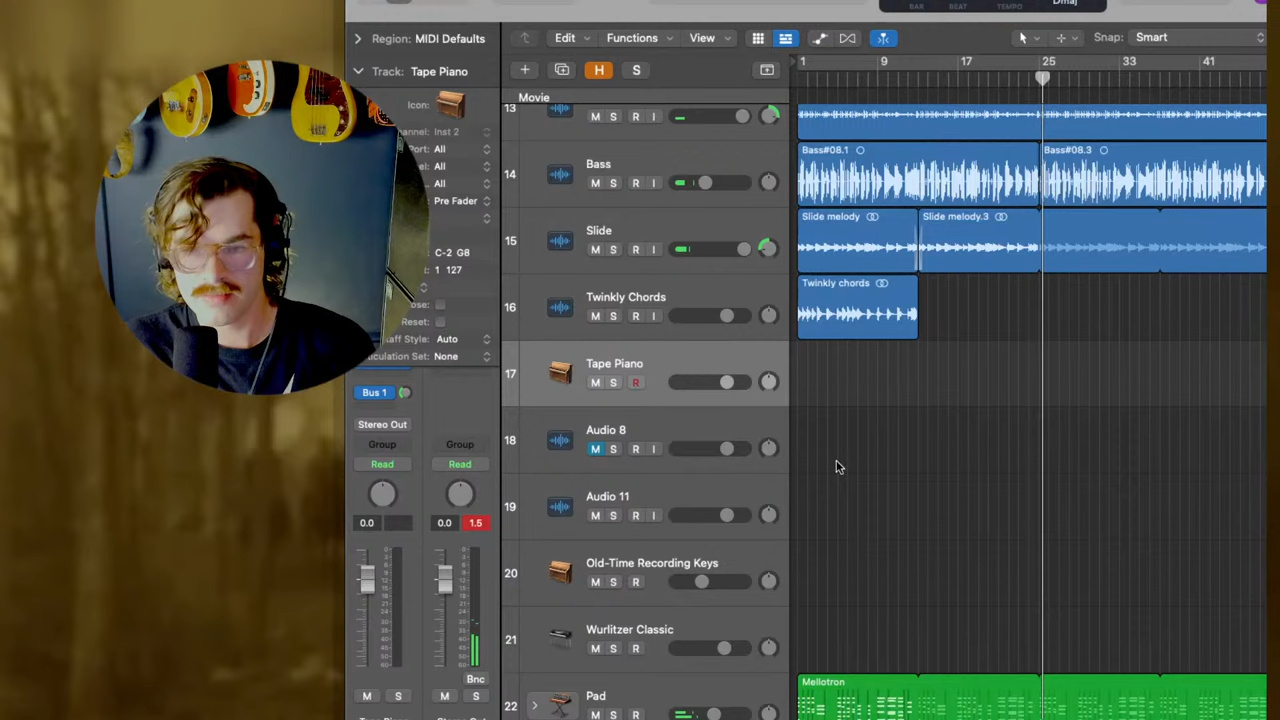 Dmaj
BAR BEAT TEMPO
Region: MIDI Defaults
Edit Functions View
Snap: Smart
Track: Tape Piano
+ H S
1 9 17 25 33 41
Icon:
Movie
Inst 2
Port: All
All
All
Pre Fader
C-2 G8
1 127
Reset:
Auto
None
13 M S R I
14 Bass
M S R I
Bass#08.1
Bass#08.3
15 Slide
M S R I
Slide melody
Slide melody.3
16 Twinkly Chords
M S R I
Twinkly chords
17 Tape Piano
M S R
18 Audio 8
M S R I
19 Audio 11
M S R I
20 Old-Time Recording Keys
M S R
21 Wurlitzer Classic
M S R
22 Pad
M S R
Mellotron
Bus 1
Stereo Out
Group Group
Read Read
0.0 0.0 1.5
Bnc
M S M S